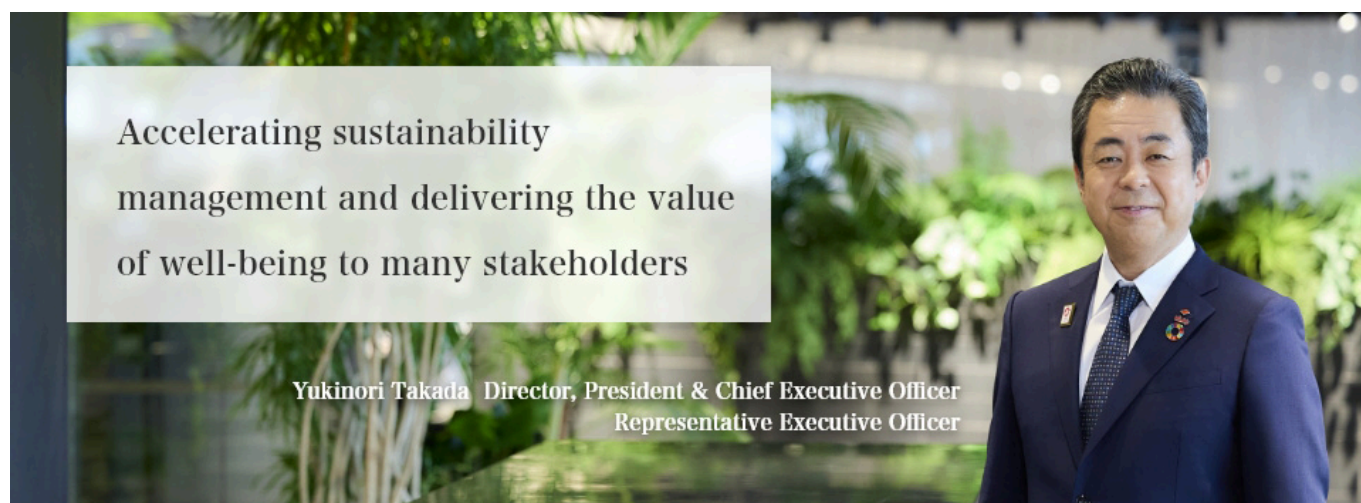 Accelerating sustainability
management and delivering the value
of well-being to many stakeholders
Yukinori Takada Director, President & Chief Executive Officer
Representative Executive Officer